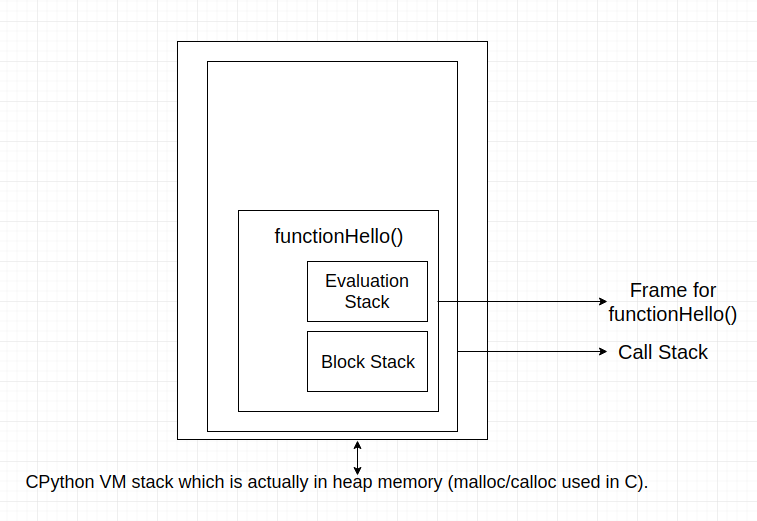 functionHello()
Evaluation
Stack
Block Stack
Frame for
functionHello()
Call Stack
CPython VM stack which is actually in heap memory (malloc/calloc used in C).